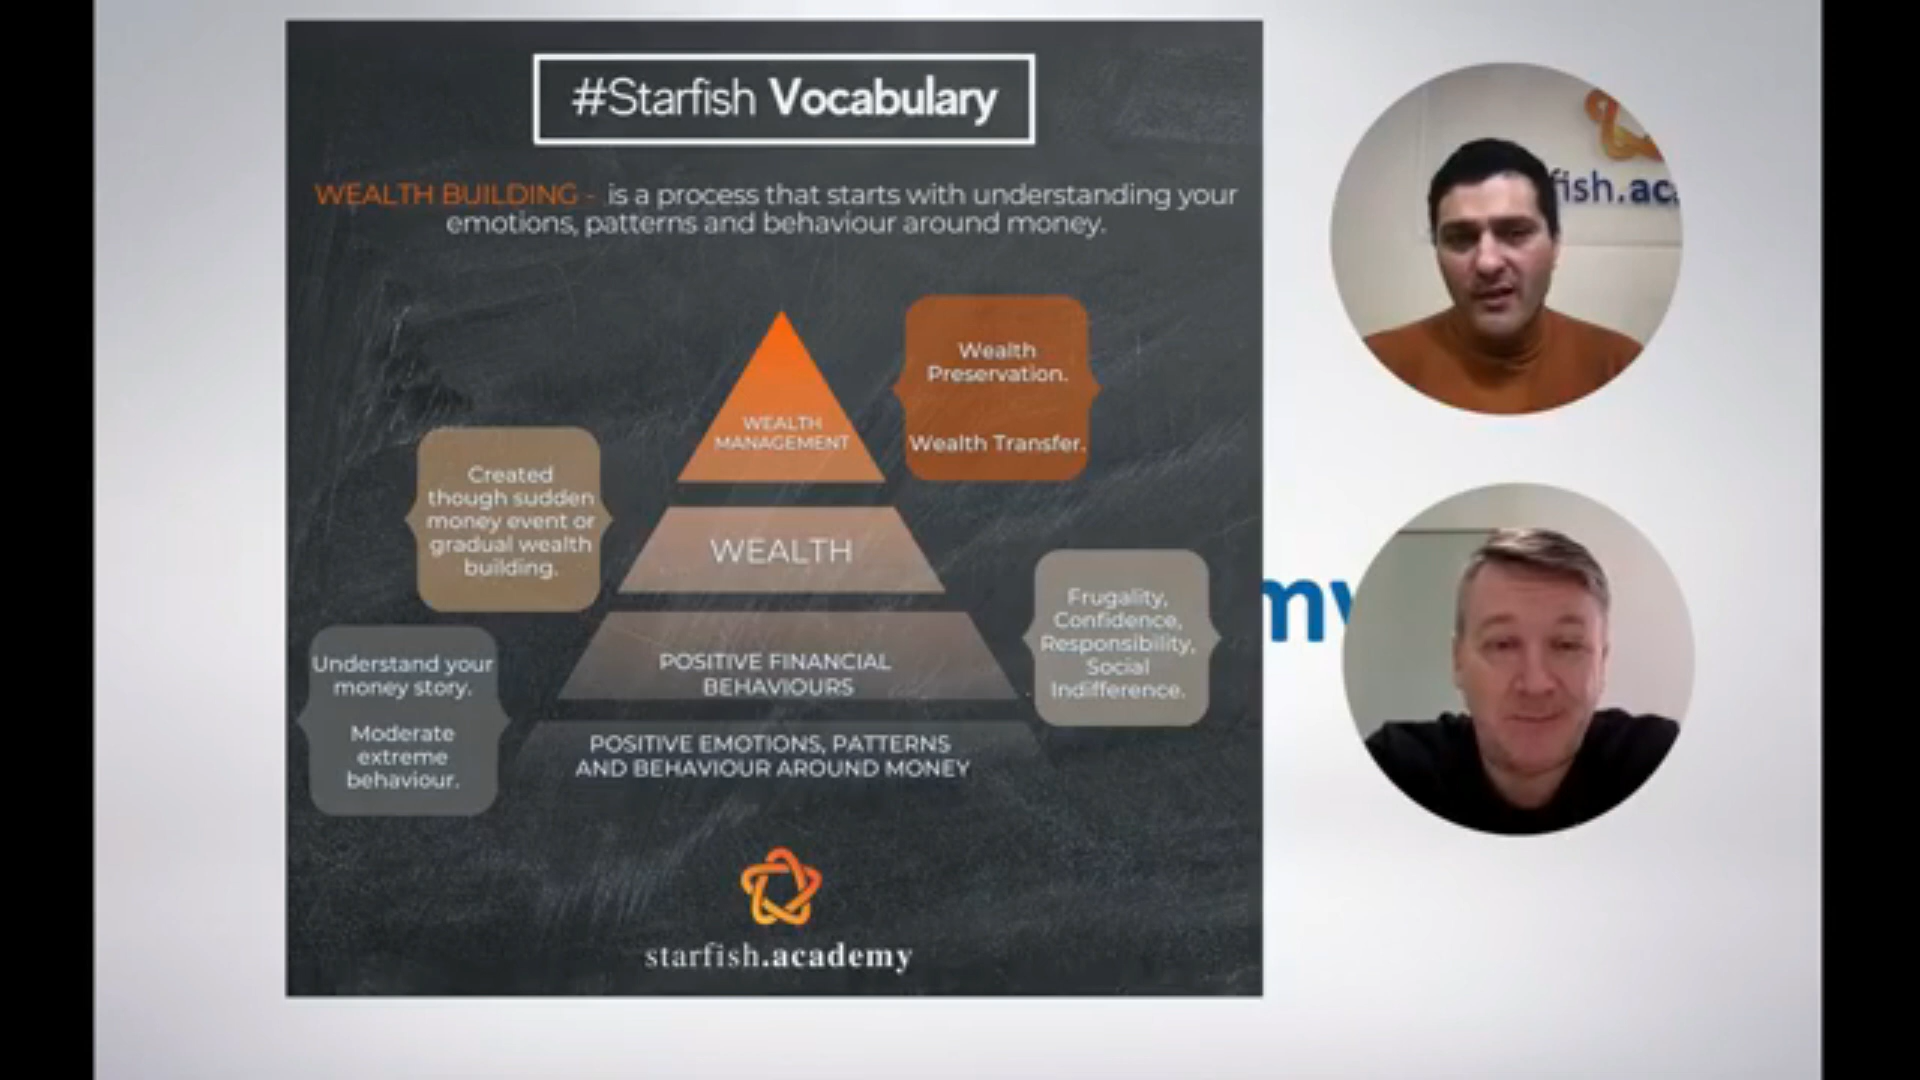 #Starfish Vocabulary
WEALTH BUILDING - is a process that starts with understanding your
emotions, patterns and behaviour around money.
WEALTH
MANAGEMENT
Wealth
Preservation.
Wealth Transfer.
Created
though sudden
money event or
gradual wealth
building.
WEALTH
Frugality,
Confidence,
Responsibility,
Social
Indifference.
POSITIVE FINANCIAL
BEHAVIOURS
Understand your
money story.
Moderate
extreme
behaviour.
POSITIVE EMOTIONS, PATTERNS
AND BEHAVIOUR AROUND MONEY
starfish.academy
fish.ac
my